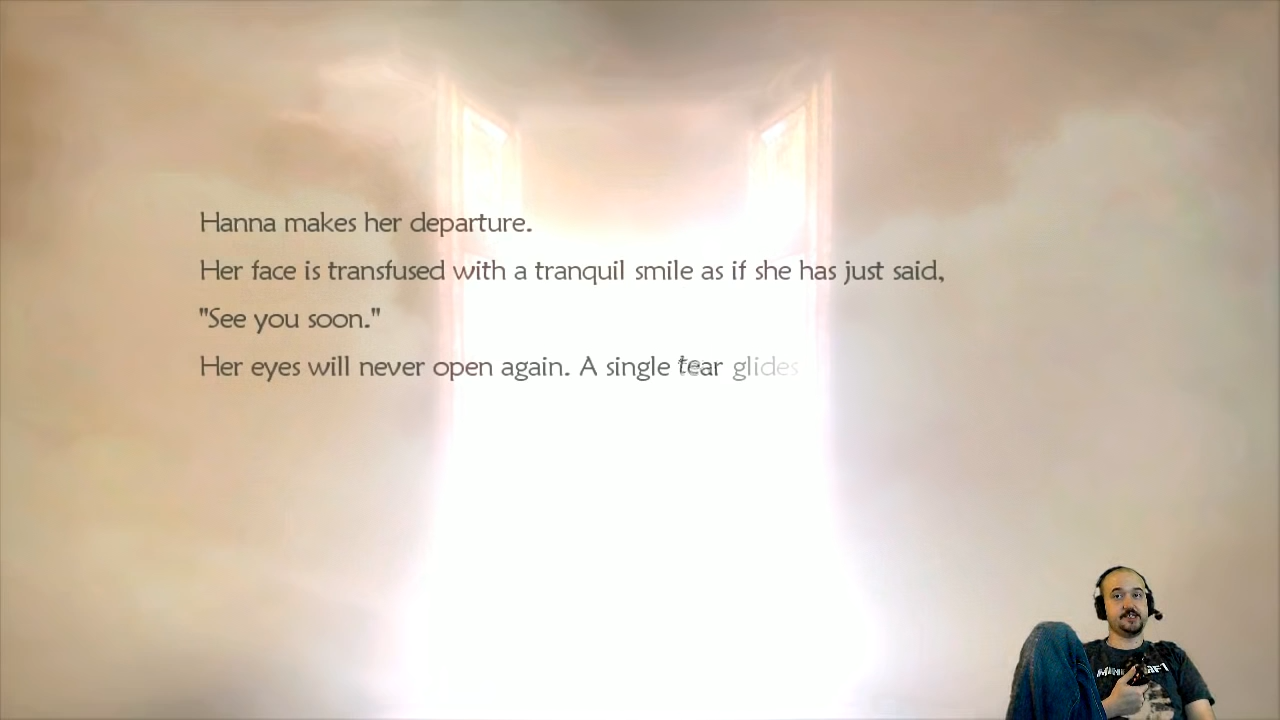 Hanna makes her departure.
Her face is transfused with a tranquil smile as if she has just said,
"See you soon."
Her eyes will never open again. A single tear glides